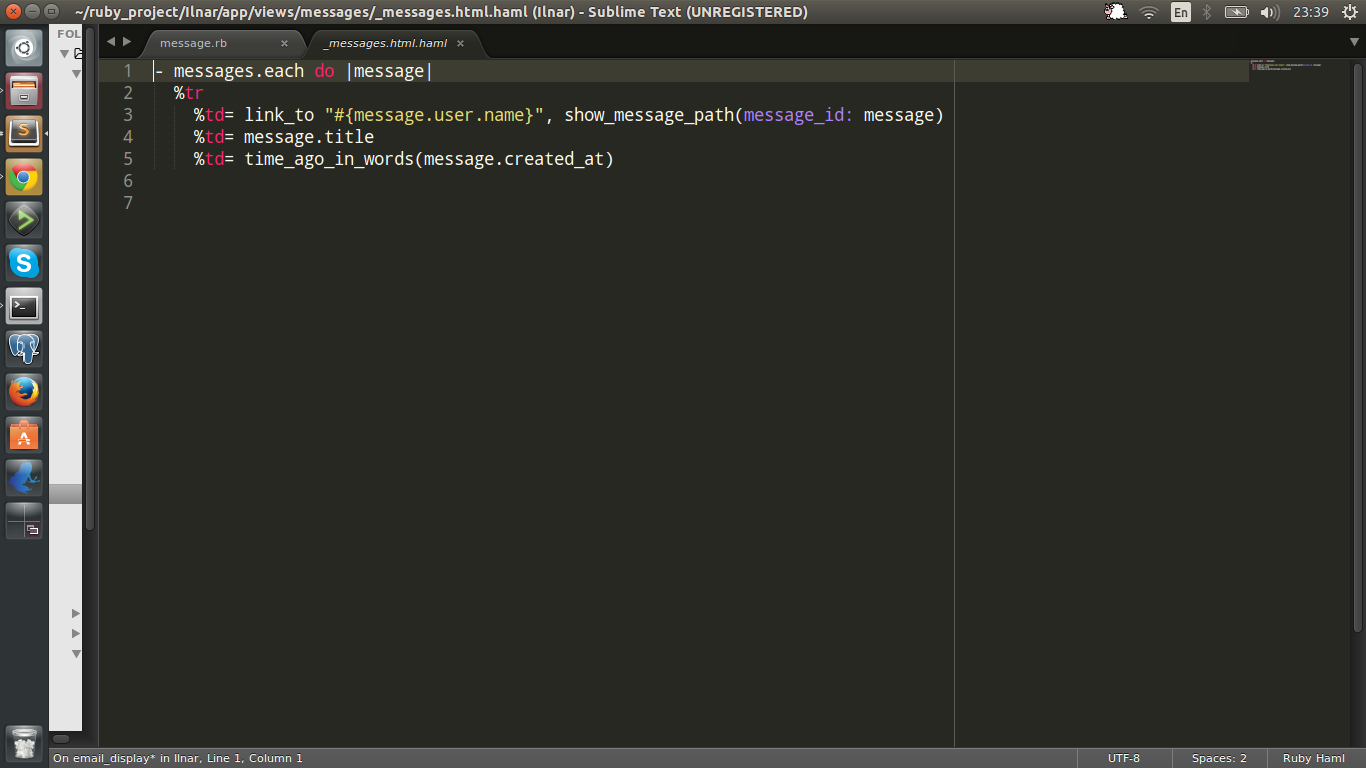 ~/ruby_project/Ilnar/app/views/messages/_messages.html.haml (Ilnar) - Sublime Text (UNREGISTERED)
En
23:39
FOL
message.rb
_messages.html.haml
1 - messages.each do |message|
2 %tr
3 %td= link_to "#{message.user.name}", show_message_path(message_id: message)
4 %td= message.title
5 %td= time_ago_in_words(message.created_at)
6
7
On email_display* in Ilnar, Line 1, Column 1
UTF-8
Spaces: 2
Ruby Haml